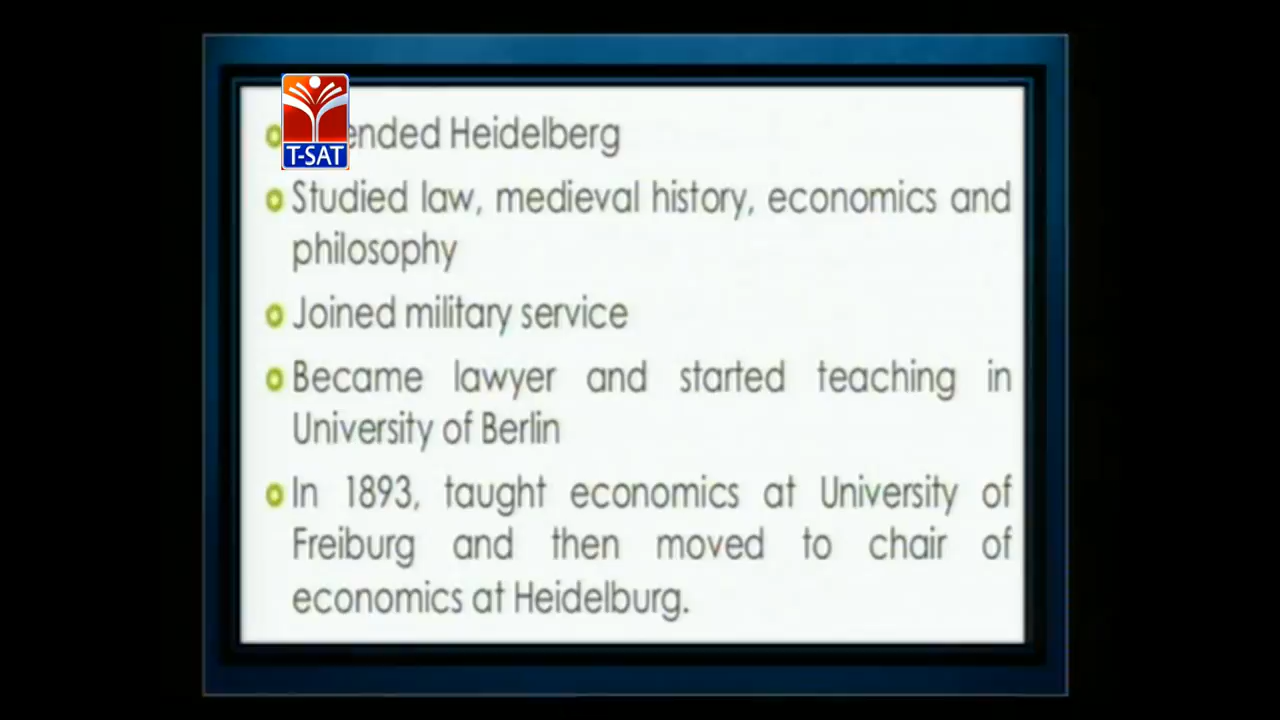 T-SAT
ended Heidelberg
Studied law, medieval history, economics and
philosophy
Joined military service
Became lawyer and started teaching in
University of Berlin
In 1893, taught economics at University of
Freiburg and then moved to chair of
economics at Heidelburg.